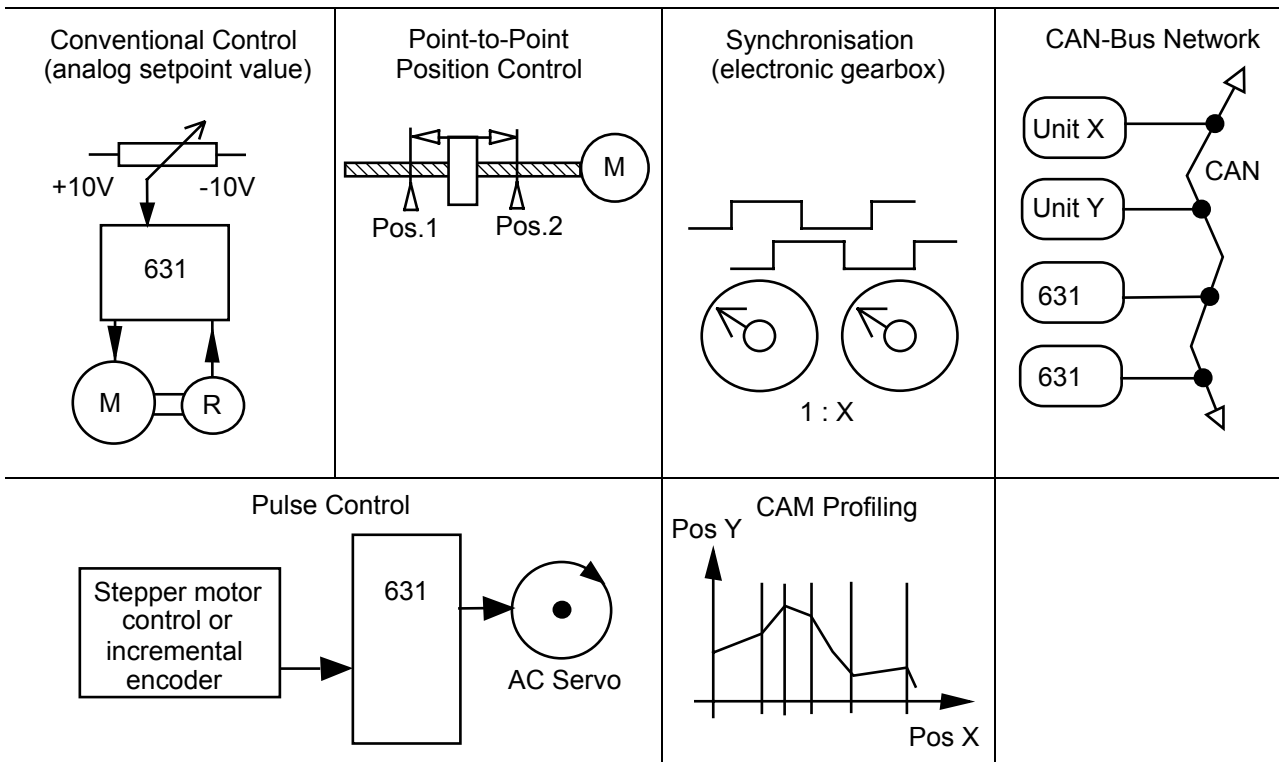 Conventional Control
(analog setpoint value)
+10V
-10V
631
M
R
Point-to-Point
Position Control
M
Pos.1
Pos.2
Synchronisation
(electronic gearbox)
1 : X
CAN-Bus Network
Unit X
CAN
Unit Y
631
631
Pulse Control
Stepper motor
control or
incremental
encoder
631
AC Servo
CAM Profiling
Pos Y
Pos X